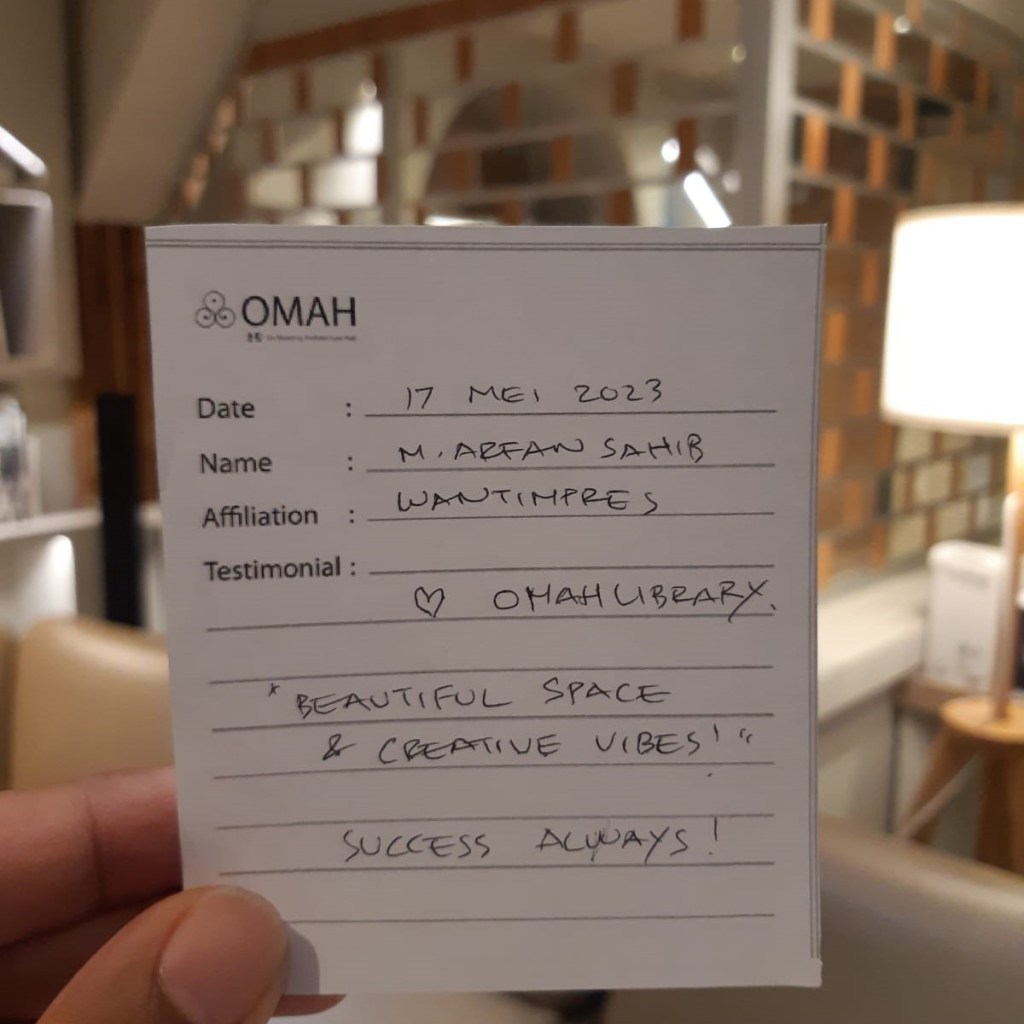 OMAH
Date : 17 MEI 2023
Name : M. ARFAN SAHIB
Affiliation : WANTIMPRES
Testimonial :
♡ OMAH LIBRARY.
"BEAUTIFUL SPACE
& CREATIVE VIBES!"
SUCCESS ALWAYS!